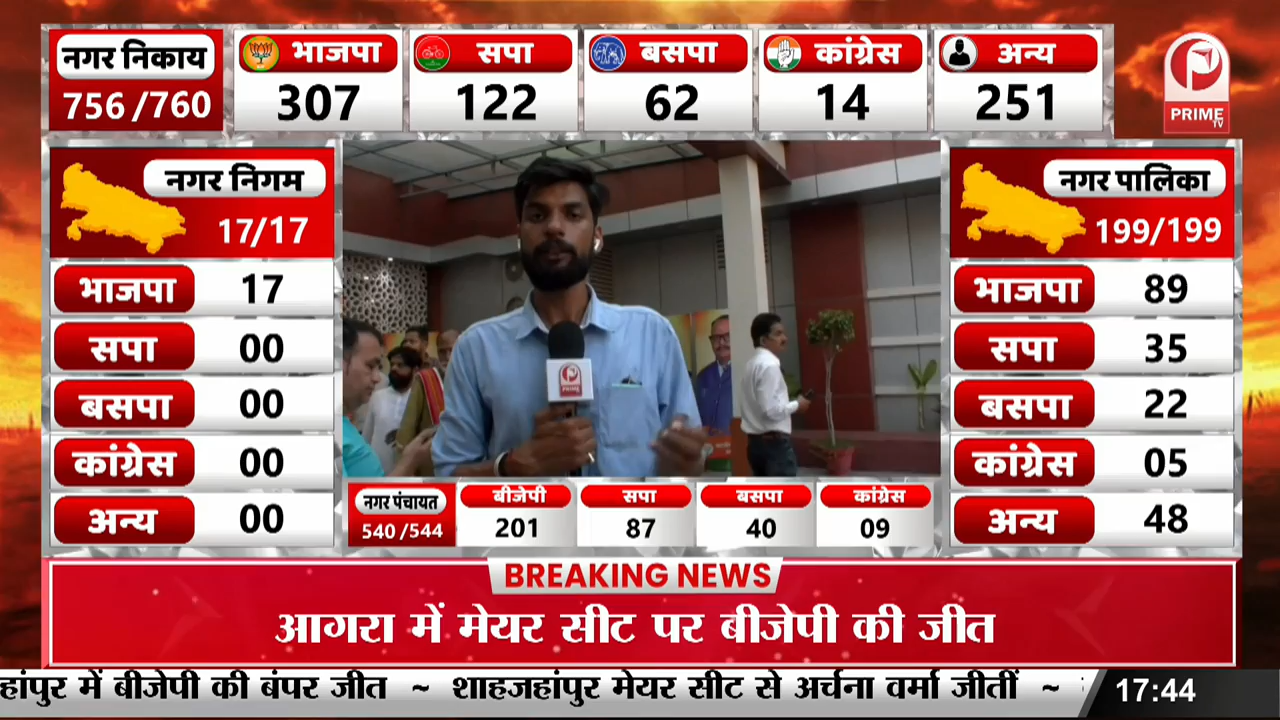 नगर निकाय
756 /760
भाजपा
307
सपा
122
बसपा
62
कांग्रेस
14
अन्य
251
PRIME
TV
नगर निगम
17/17
भाजपा 17
सपा 00
बसपा 00
कांग्रेस 00
अन्य 00
PRIME
नगर पालिका
199/199
भाजपा 89
सपा 35
बसपा 22
कांग्रेस 05
अन्य 48
नगर पंचायत
540 /544
बीजेपी
201
सपा
87
बसपा
40
कांग्रेस
09
BREAKING NEWS
आगरा में मेयर सीट पर बीजेपी की जीत
हांपुर में बीजेपी की बंपर जीत ~ शाहजहांपुर मेयर सीट से अर्चना वर्मा जीतीं ~
17:44